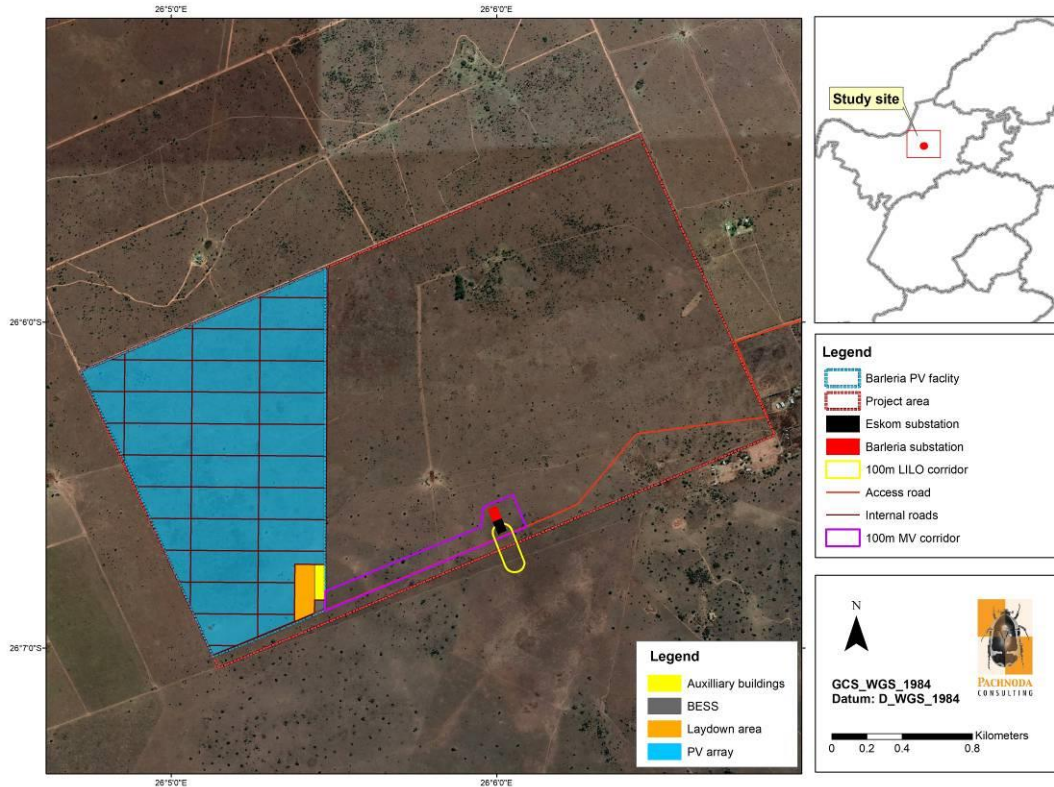 26°5'0"E
26°6'0"E
26°6'0"S
26°7'0"S
26°5'0"E
26°6'0"E
Legend
Auxilliary buildings
BESS
Laydown area
PV array
Study site
Legend
Barleria PV faclity
Project area
Eskom substation
Barleria substation
100m LILO corridor
Access road
Internal roads
100m MV corridor
N
GCS_WGS_1984
Datum: D_WGS_1984
PACHNODA
CONSULTING
Kilometers
0 0.2 0.4 0.8